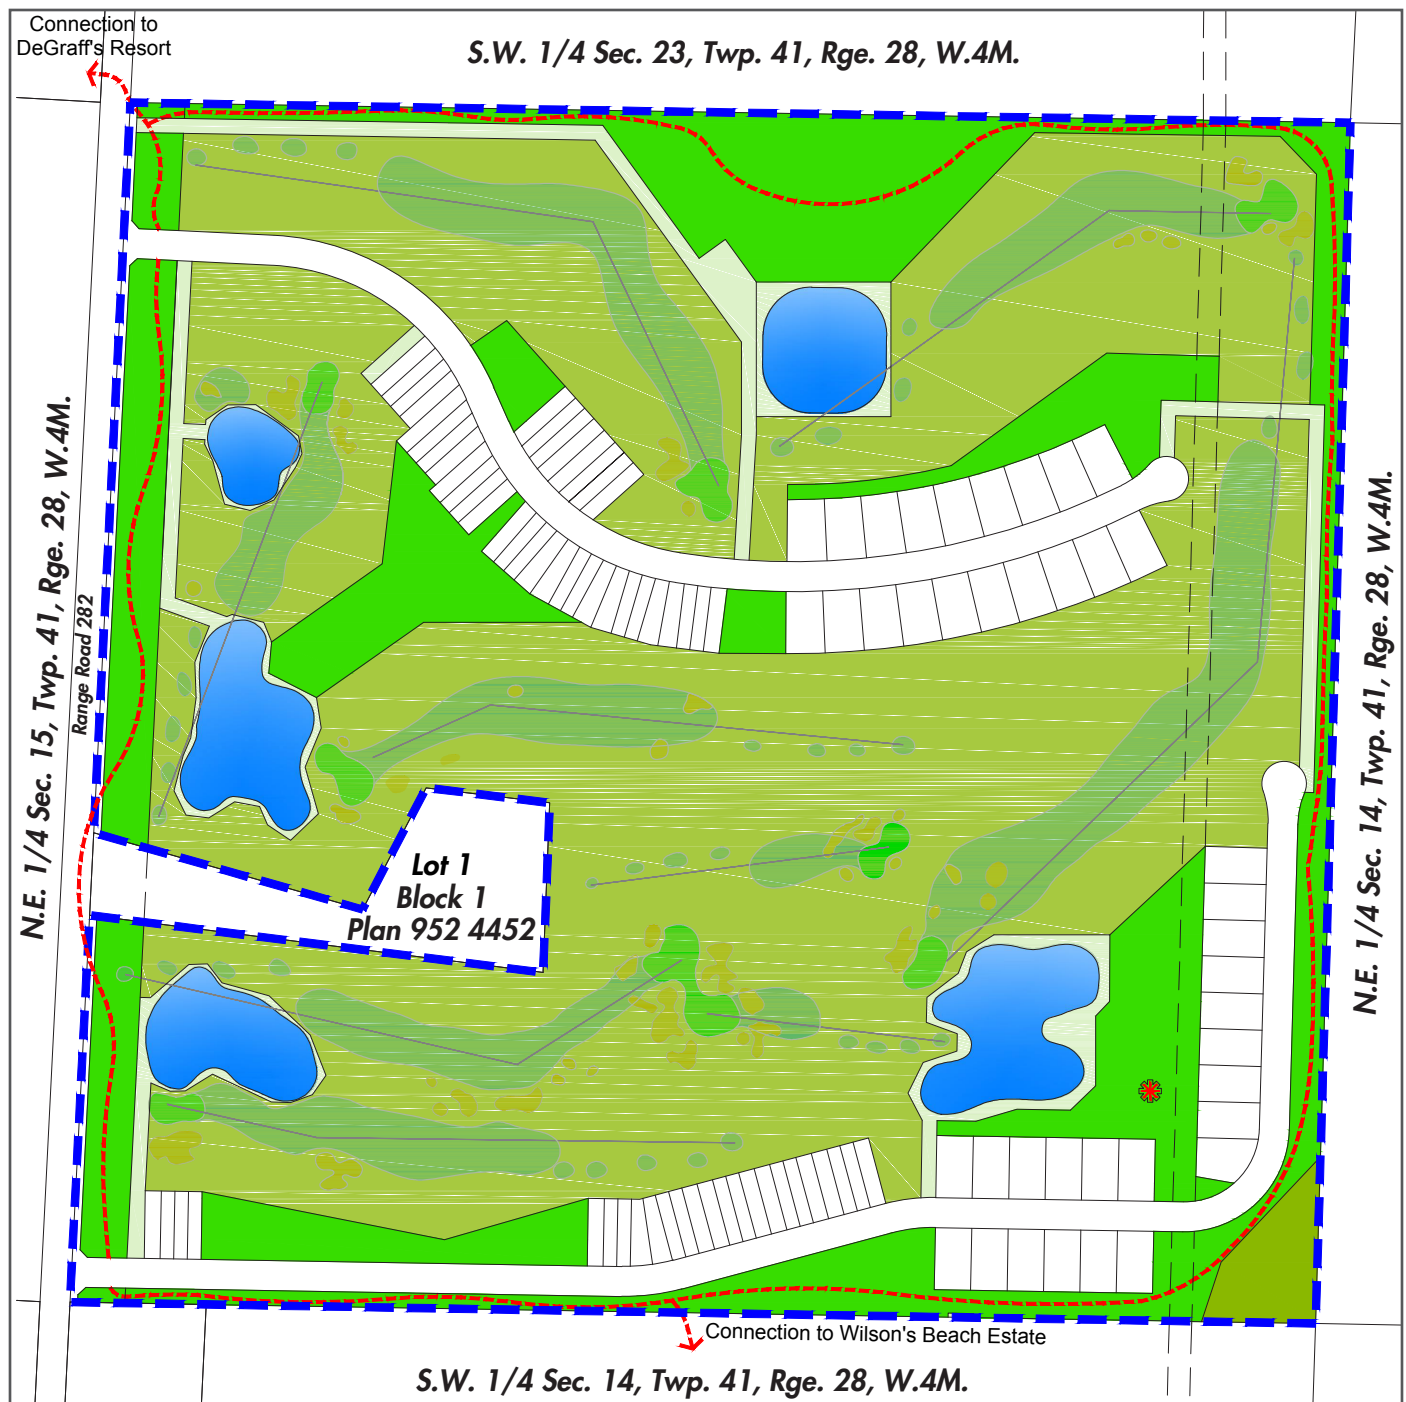 Connection to
DeGraff's Resort
S.W. 1/4 Sec. 23, Twp. 41, Rge. 28, W.4M.
N.E. 1/4 Sec. 15, Twp. 41, Rge. 28, W.4M.
Range Road 282
Lot 1
Block 1
Plan 952 4452
N.E. 1/4 Sec. 14, Twp. 41, Rge. 28, W.4M.
Connection to Wilson's Beach Estate
S.W. 1/4 Sec. 14, Twp. 41, Rge. 28, W.4M.